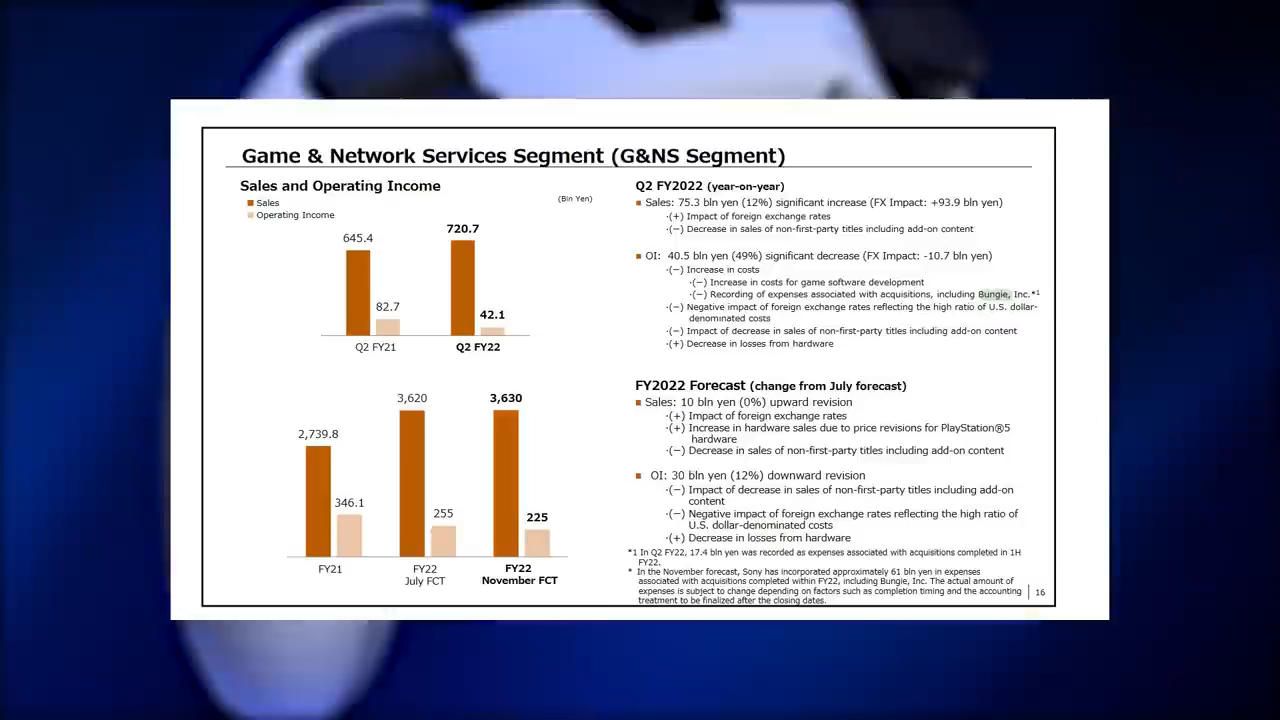 Game & Network Services Segment (G&NS Segment)
Sales and Operating Income
(Bln Yen)
Sales
Operating Income
645.4
82.7
720.7
42.1
Q2 FY21
Q2 FY22
2,739.8
346.1
3,620
255
3,630
225
FY21
FY22
July FCT
FY22
November FCT
Q2 FY2022 (year-on-year)
Sales: 75.3 bln yen (12%) significant increase (FX Impact: +93.9 bln yen)
·(+) Impact of foreign exchange rates
·(−) Decrease in sales of non-first-party titles including add-on content
OI: 40.5 bln yen (49%) significant decrease (FX Impact: -10.7 bln yen)
·(−) Increase in costs
·(−) Increase in costs for game software development
·(−) Recording of expenses associated with acquisitions, including Bungie, Inc.*1
·(−) Negative impact of foreign exchange rates reflecting the high ratio of U.S. dollar-
denominated costs
·(−) Impact of decrease in sales of non-first-party titles including add-on content
·(+) Decrease in losses from hardware
FY2022 Forecast (change from July forecast)
Sales: 10 bln yen (0%) upward revision
·(+) Impact of foreign exchange rates
·(+) Increase in hardware sales due to price revisions for PlayStation®5
hardware
·(−) Decrease in sales of non-first-party titles including add-on content
OI: 30 bln yen (12%) downward revision
·(−) Impact of decrease in sales of non-first-party titles including add-on
content
·(−) Negative impact of foreign exchange rates reflecting the high ratio of
U.S. dollar-denominated costs
·(+) Decrease in losses from hardware
*1 In Q2 FY22, 17.4 bln yen was recorded as expenses associated with acquisitions completed in 1H
FY22.
* In the November forecast, Sony has incorporated approximately 61 bln yen in expenses
associated with acquisitions completed within FY22, including Bungie, Inc. The actual amount of
expenses is subject to change depending on factors such as completion timing and the accounting
treatment to be finalized after the closing dates.
16